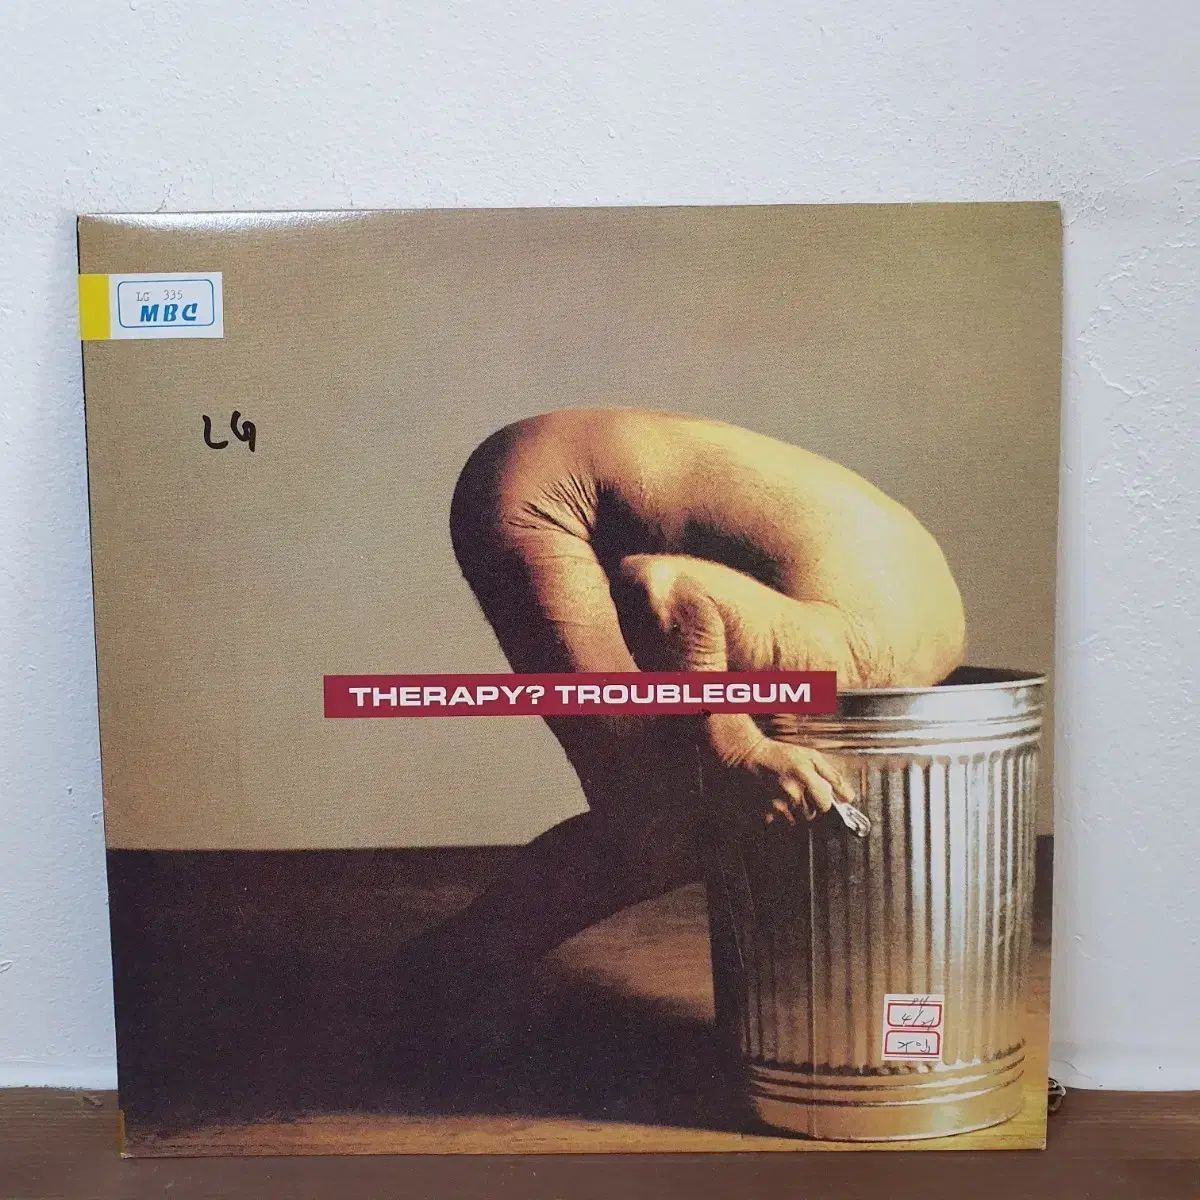 LG 335
MBC
LG
THERAPY? TROUBLEGUM